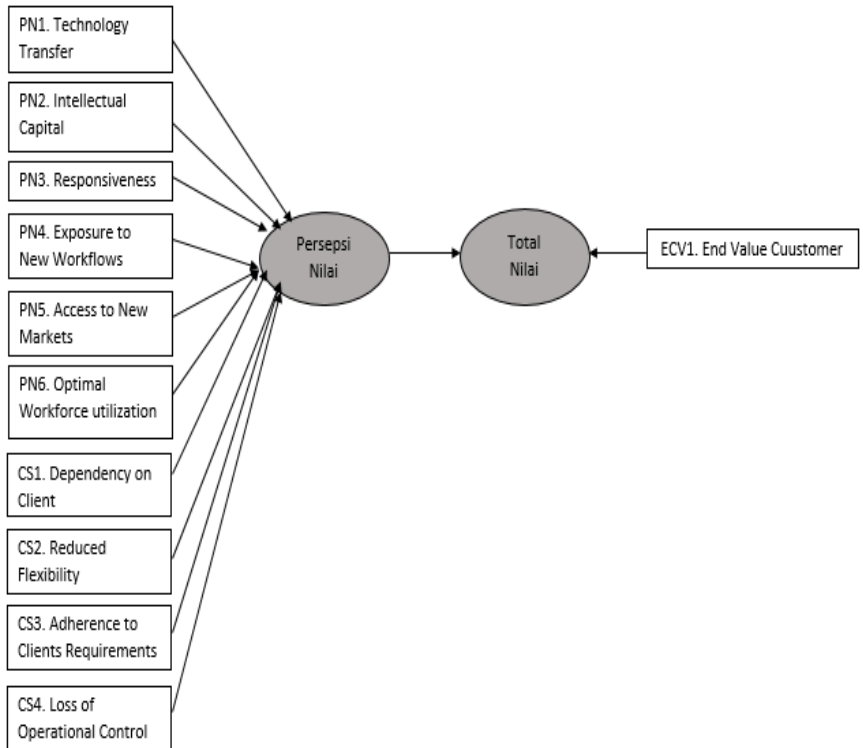 PN1. Technology
Transfer
PN2. Intellectual
Capital
PN3. Responsiveness
PN4. Exposure to
New Workflows
PN5. Access to New
Markets
PN6. Optimal
Workforce utilization
CS1. Dependency on
Client
CS2. Reduced
Flexibility
CS3. Adherence to
Clients Requirements
CS4. Loss of
Operational Control
Persepsi
Nilai
Total
Nilai
ECV1. End Value Cuustomer